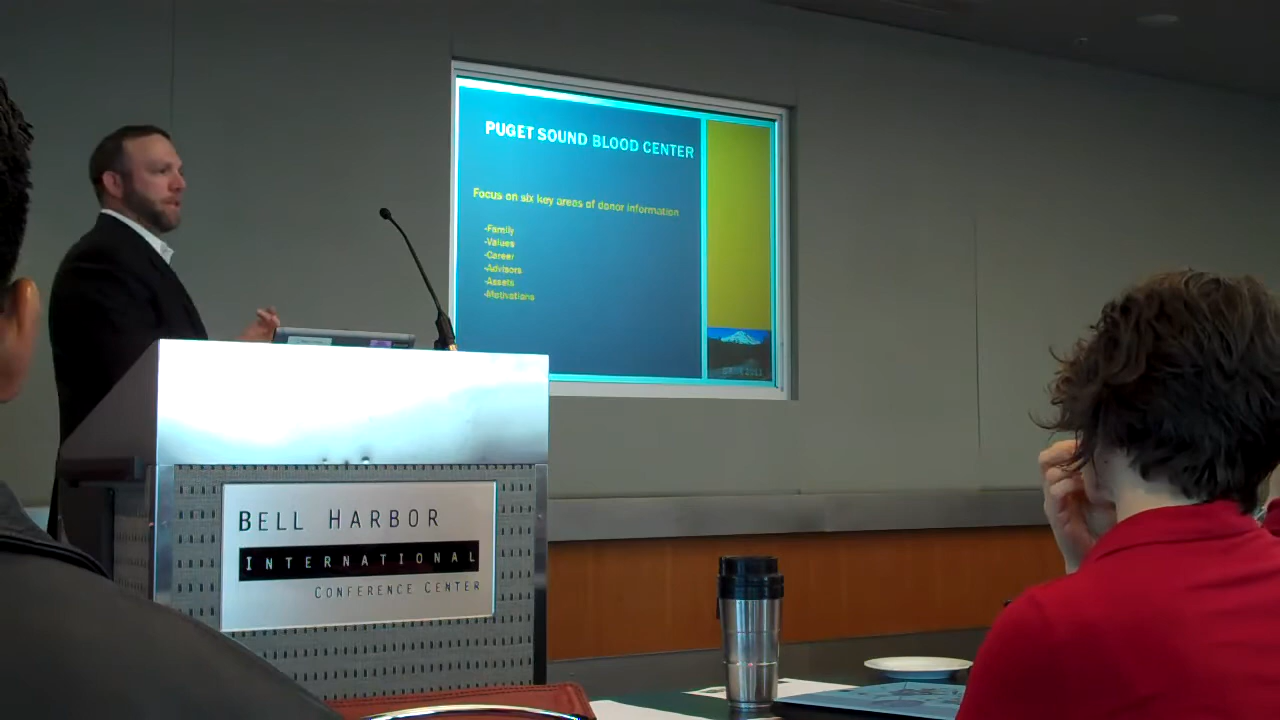 PUGET SOUND BLOOD CENTER
Focus on six key areas of donor information
-Family
-Values
-Career
-Advisors
-Assets
-Motivations
BELL HARBOR
INTERNATIONAL
CONFERENCE CENTER